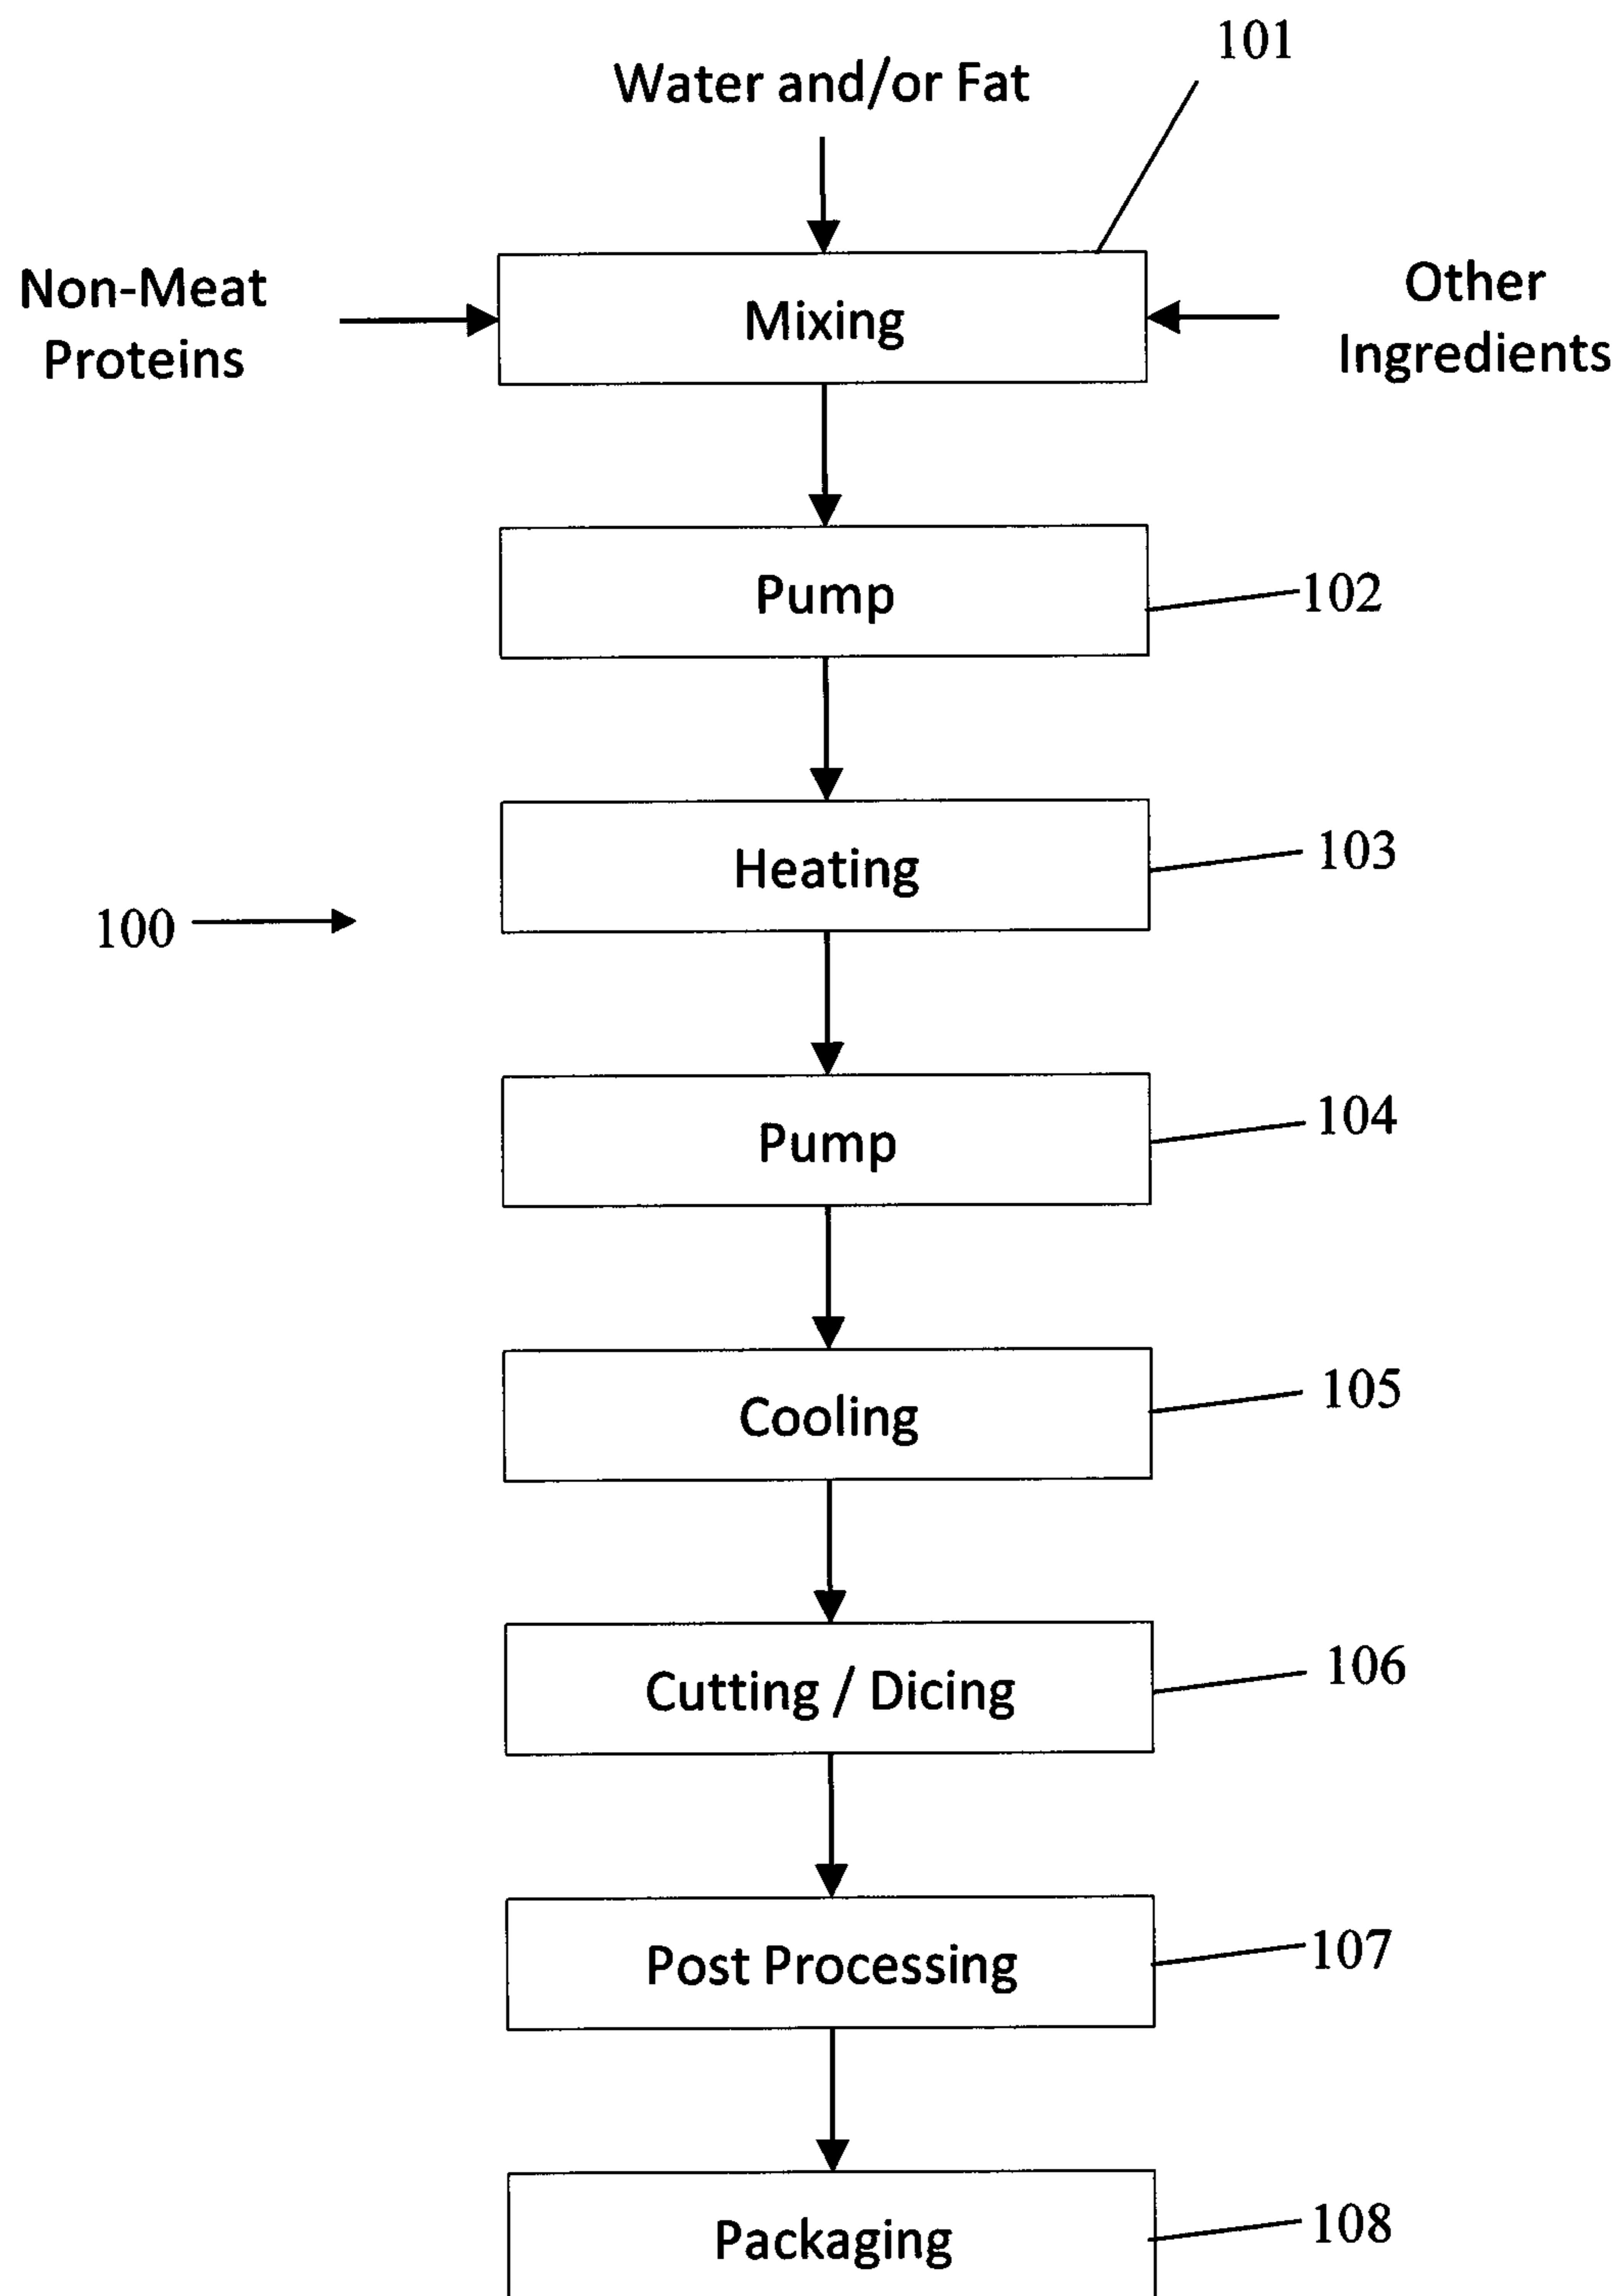 101
Water and/or Fat
Non-Meat
Proteins
Mixing
Other
Ingredients
Pump
102
Heating
103
100
Pump
104
Cooling
105
Cutting / Dicing
106
Post Processing
107
Packaging
108